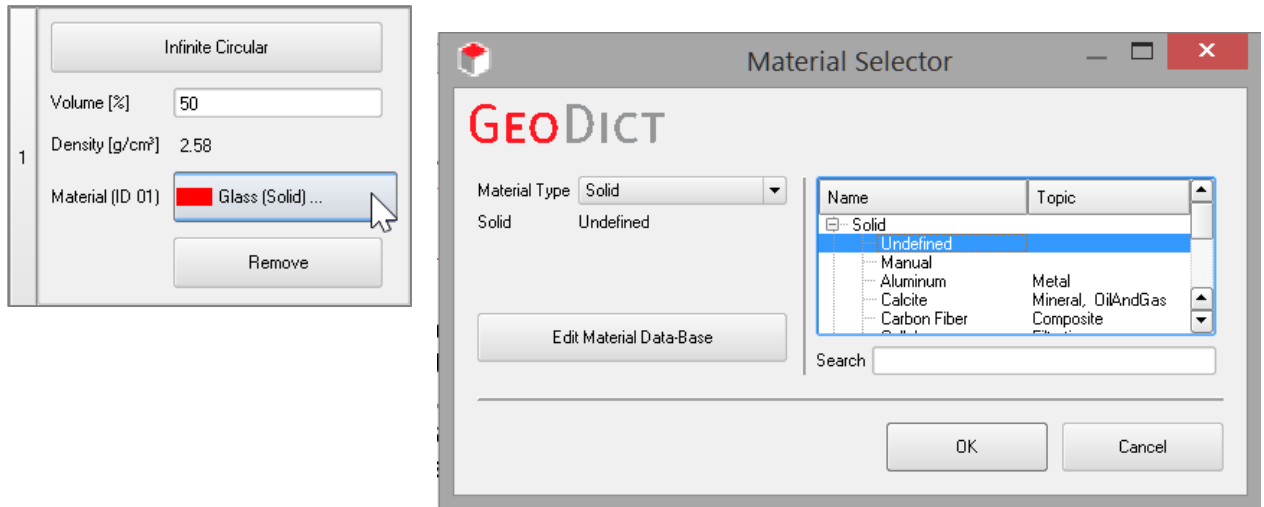 Infinite Circular
Volume [%] 50
Density [g/cm³] 2.58
1
Material (ID 01) Glass (Solid) ...
Remove
Material Selector
GEODICT
Material Type Solid
Solid Undefined
Edit Material Data-Base
Name Topic
Solid
Undefined
Manual
Aluminum Metal
Calcite Mineral, OilAndGas
Carbon Fiber Composite
Search
OK Cancel